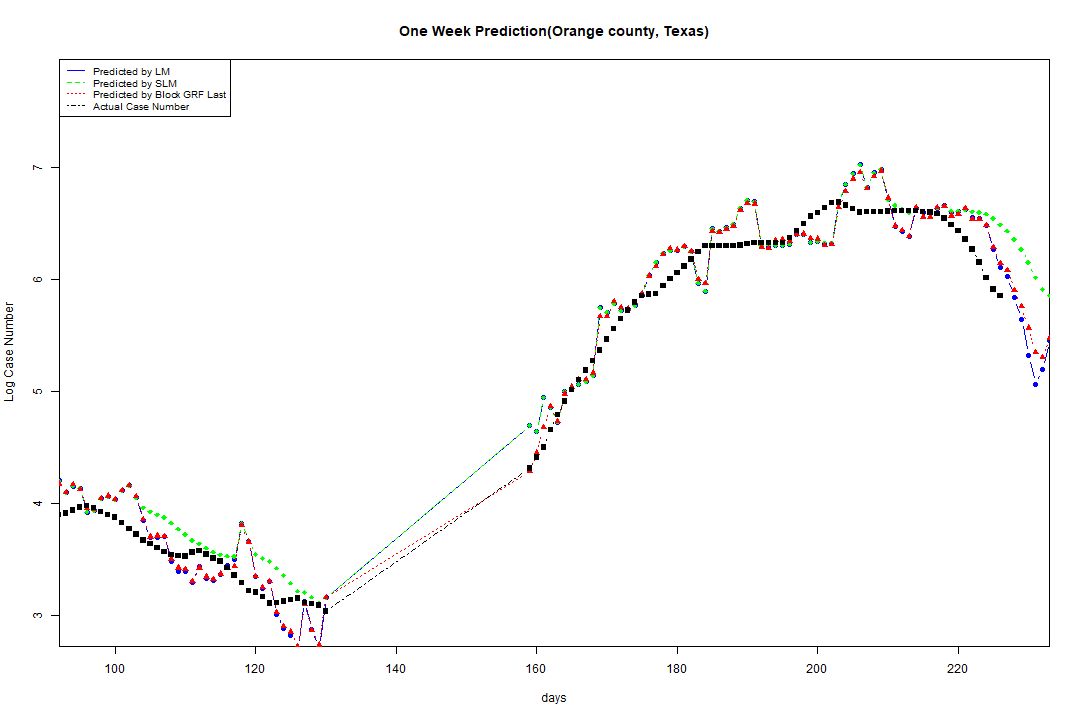 One Week Prediction(Orange county, Texas)
Predicted by LM
Predicted by SLM
Predicted by Block GRF Last
Actual Case Number
7
6
5
4
3
Log Case Number
100 120 140 160 180 200 220
days